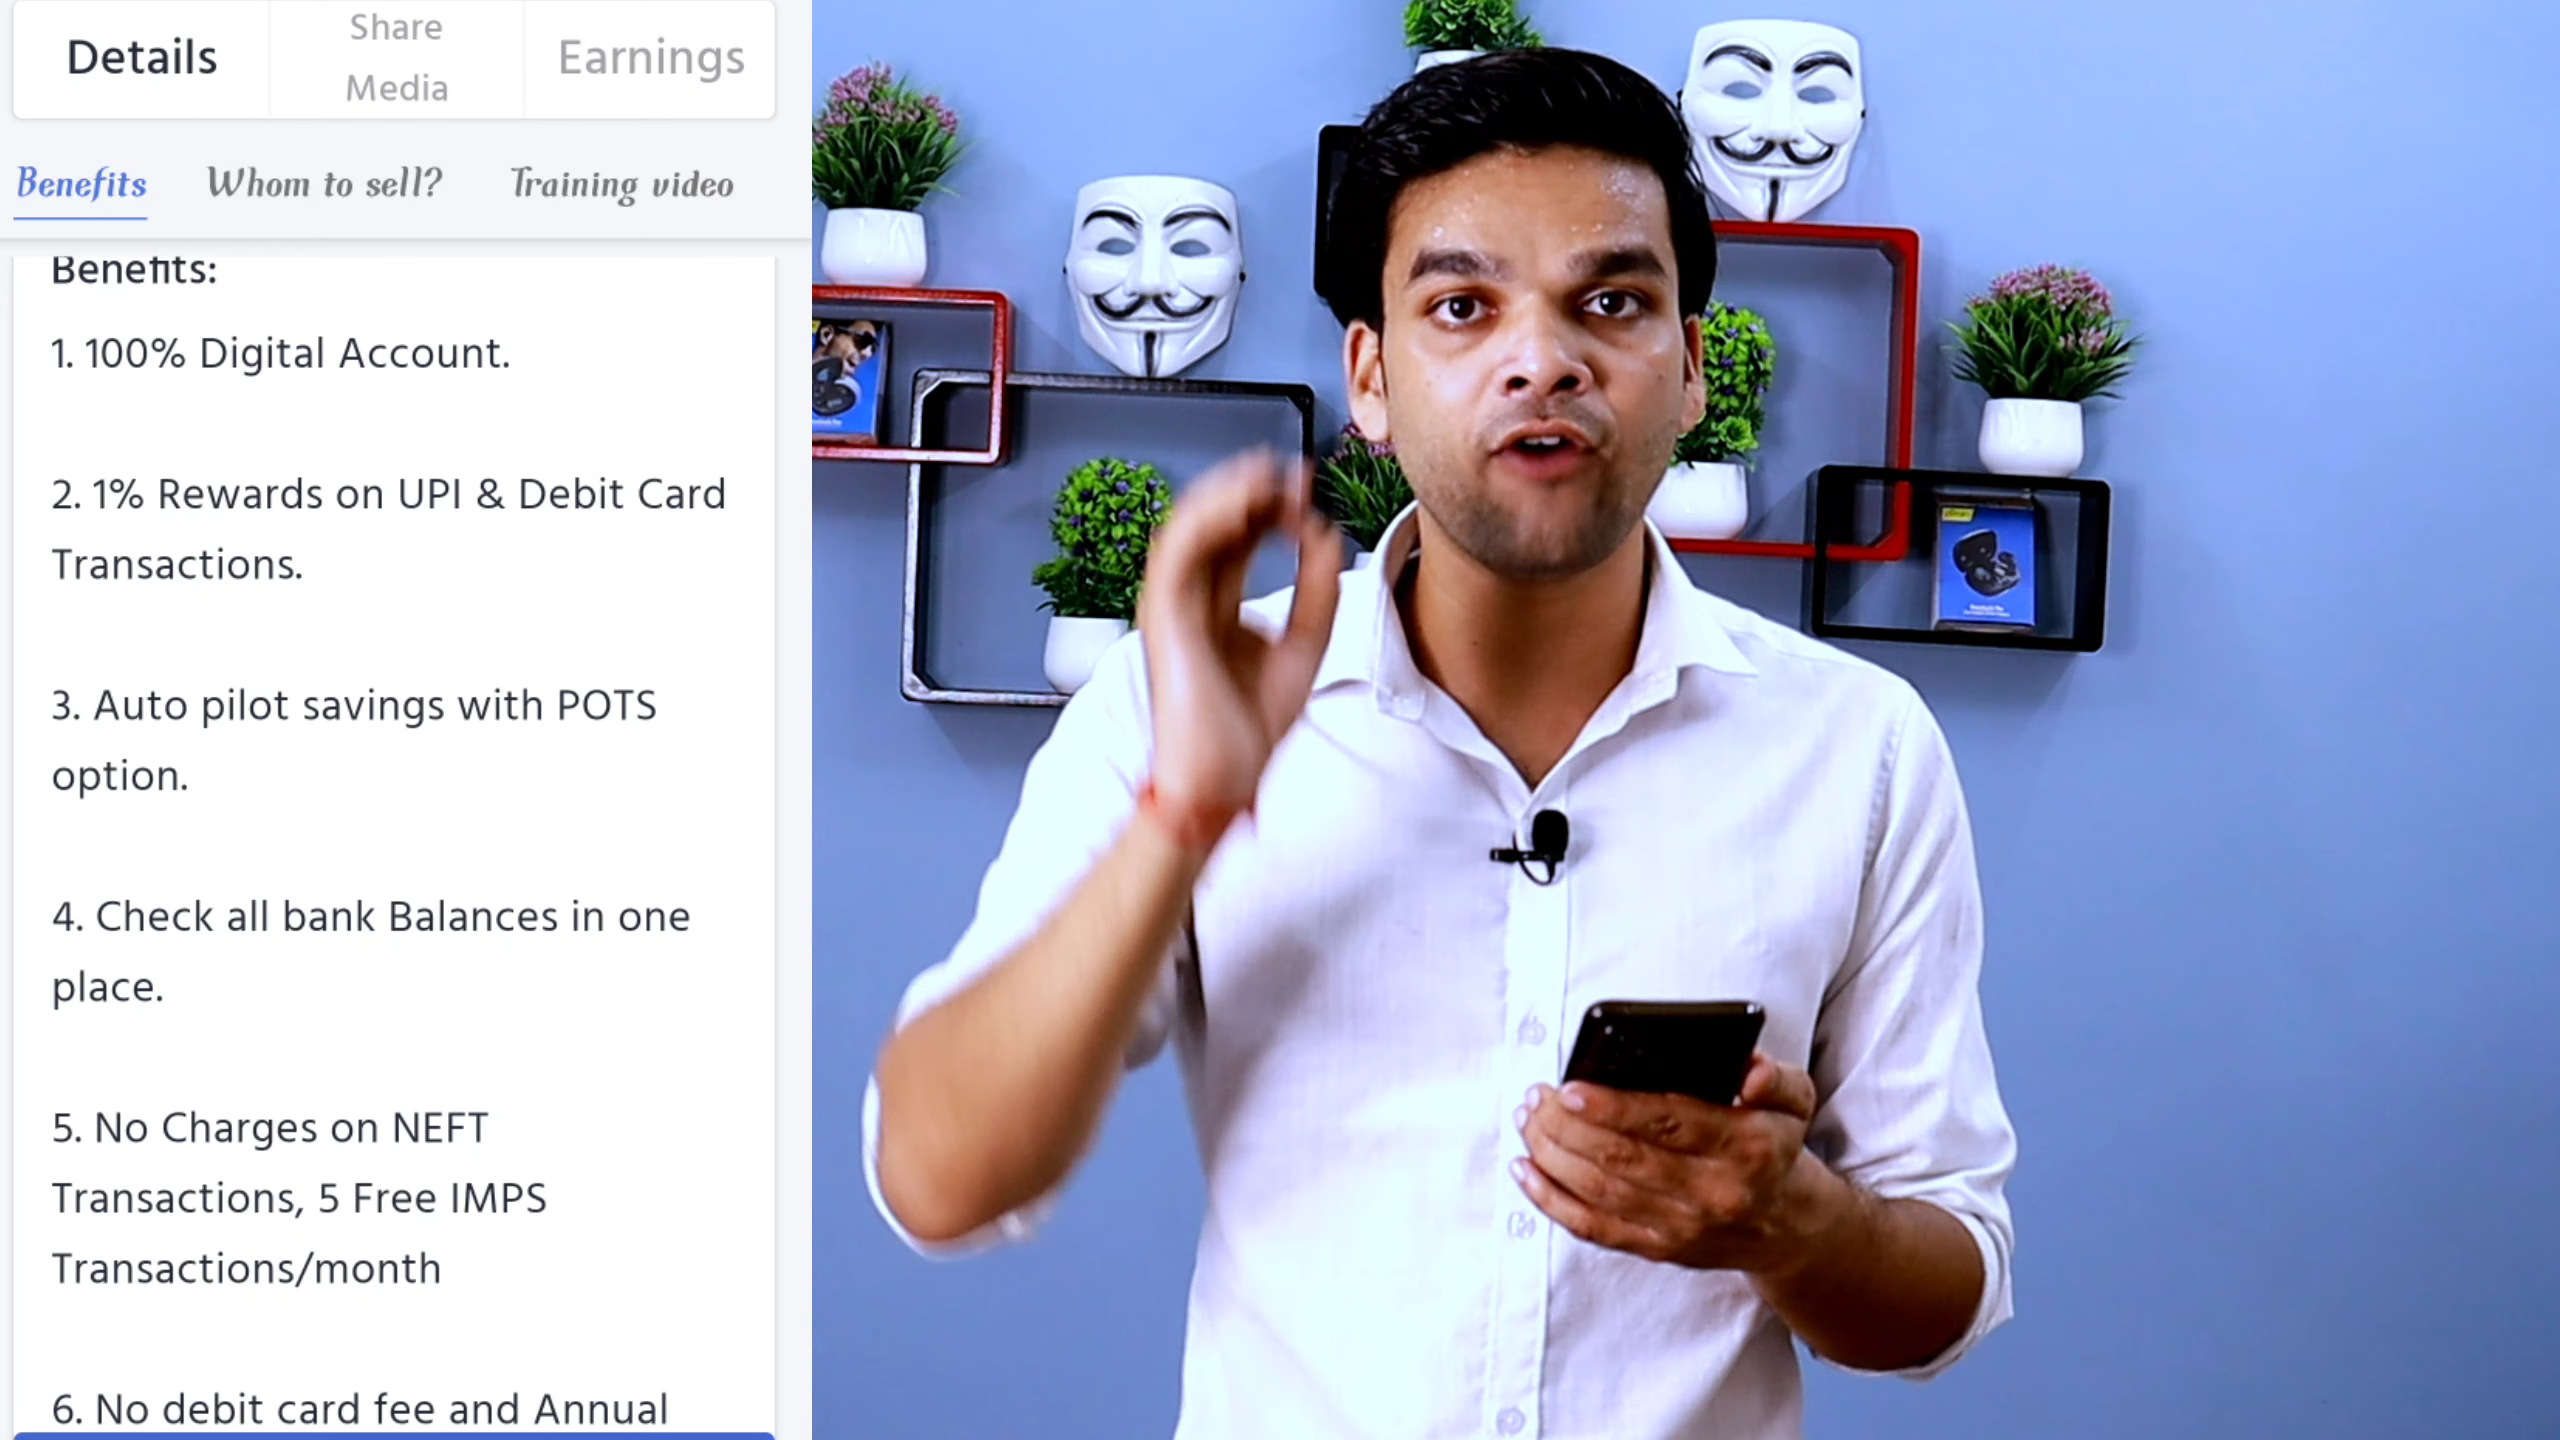 Details
Share
Media
Earnings
Benefits
Whom to sell?
Training video
Benefits:
1. 100% Digital Account.
2. 1% Rewards on UPI & Debit Card
Transactions.
3. Auto pilot savings with POTS
option.
4. Check all bank Balances in one
place.
5. No Charges on NEFT
Transactions, 5 Free IMPS
Transactions/month
6. No debit card fee and Annual